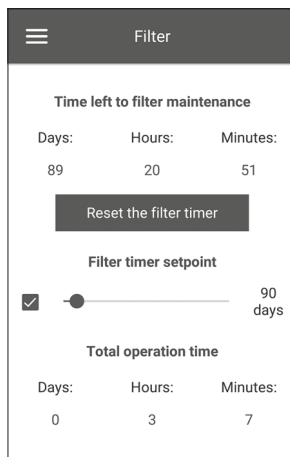 Filter
Time left to filter maintenance
Days: Hours: Minutes:
89 20 51
Reset the filter timer
Filter timer setpoint
90
days
Total operation time
Days: Hours: Minutes:
0 3 7